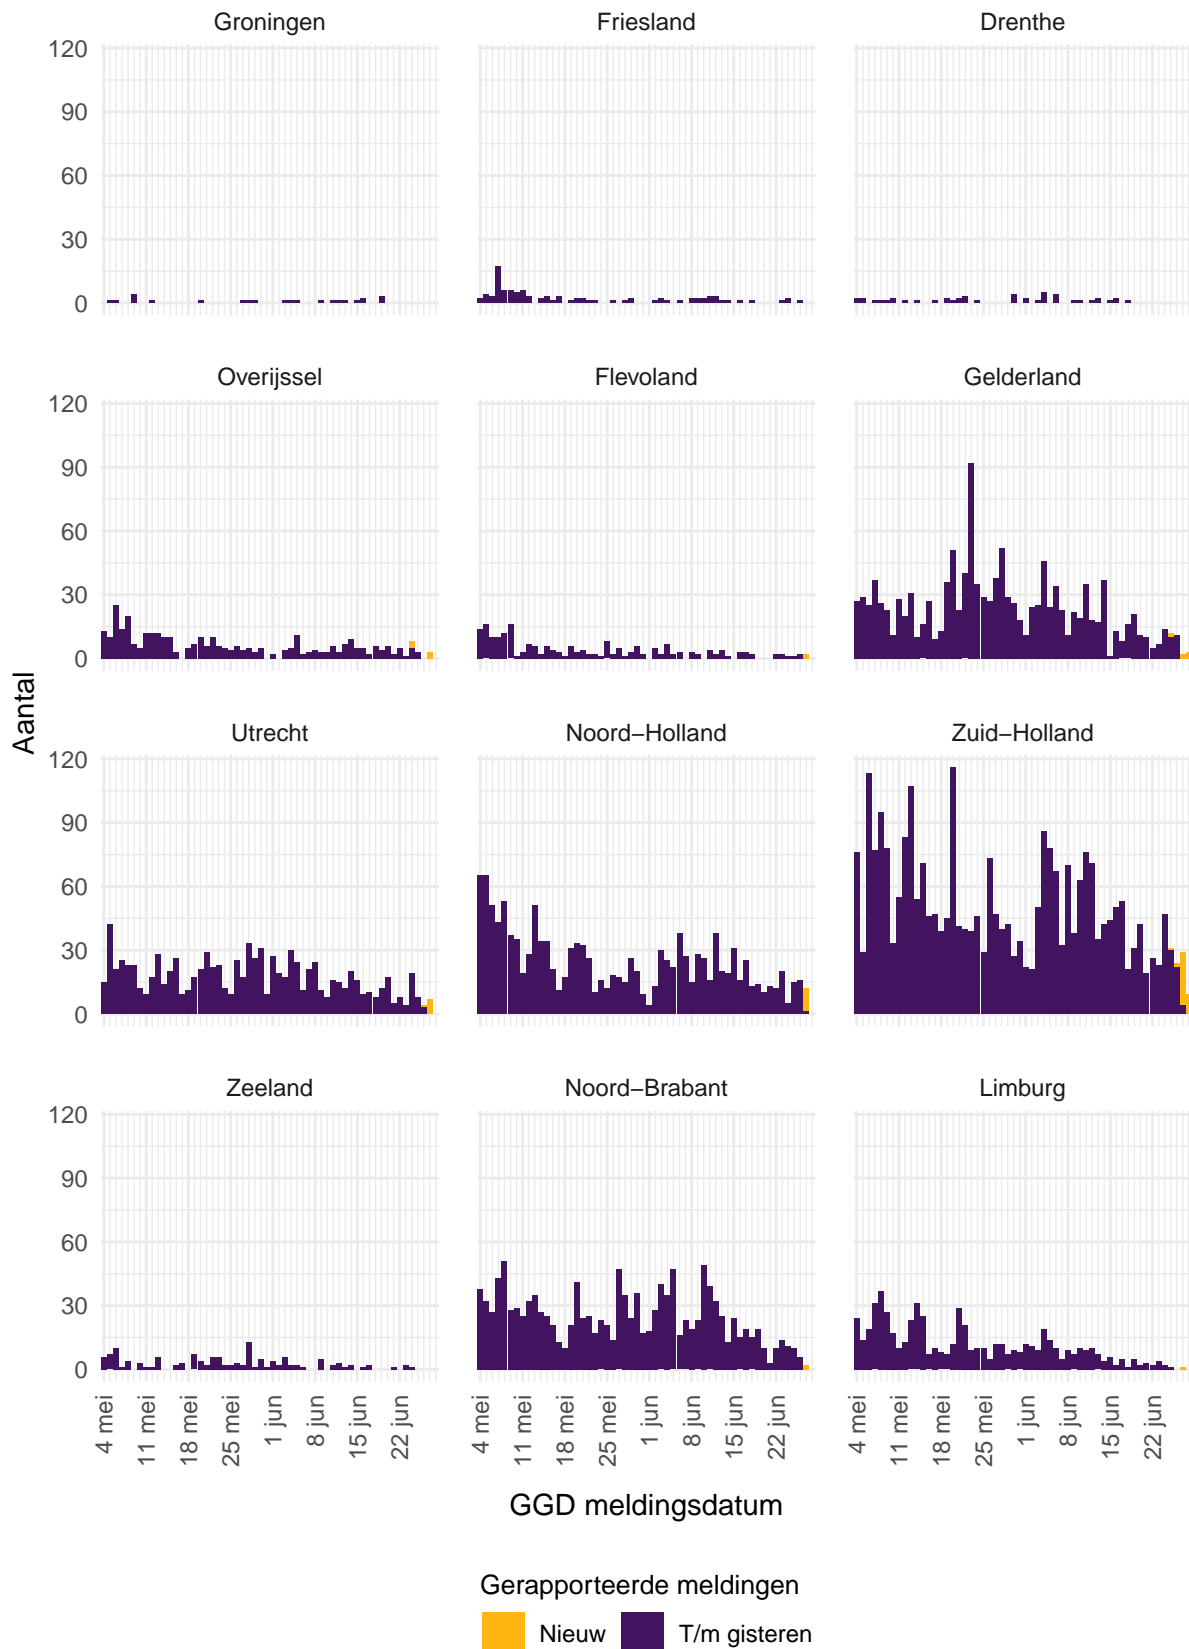 Groningen Friesland Drenthe
120
90
60
30
0
Overijssel Flevoland Gelderland
120
90
60
30
0
Utrecht Noord−Holland Zuid−Holland
120
90
60
30
0
Zeeland Noord−Brabant Limburg
120
90
60
30
0
Aantal
4 mei 11 mei 18 mei 25 mei 1 jun 8 jun 15 jun 22 jun 4 mei 11 mei 18 mei 25 mei 1 jun 8 jun 15 jun 22 jun 4 mei 11 mei 18 mei 25 mei 1 jun 8 jun 15 jun 22 jun
GGD meldingsdatum
Gerapporteerde meldingen
Nieuw T/m gisteren